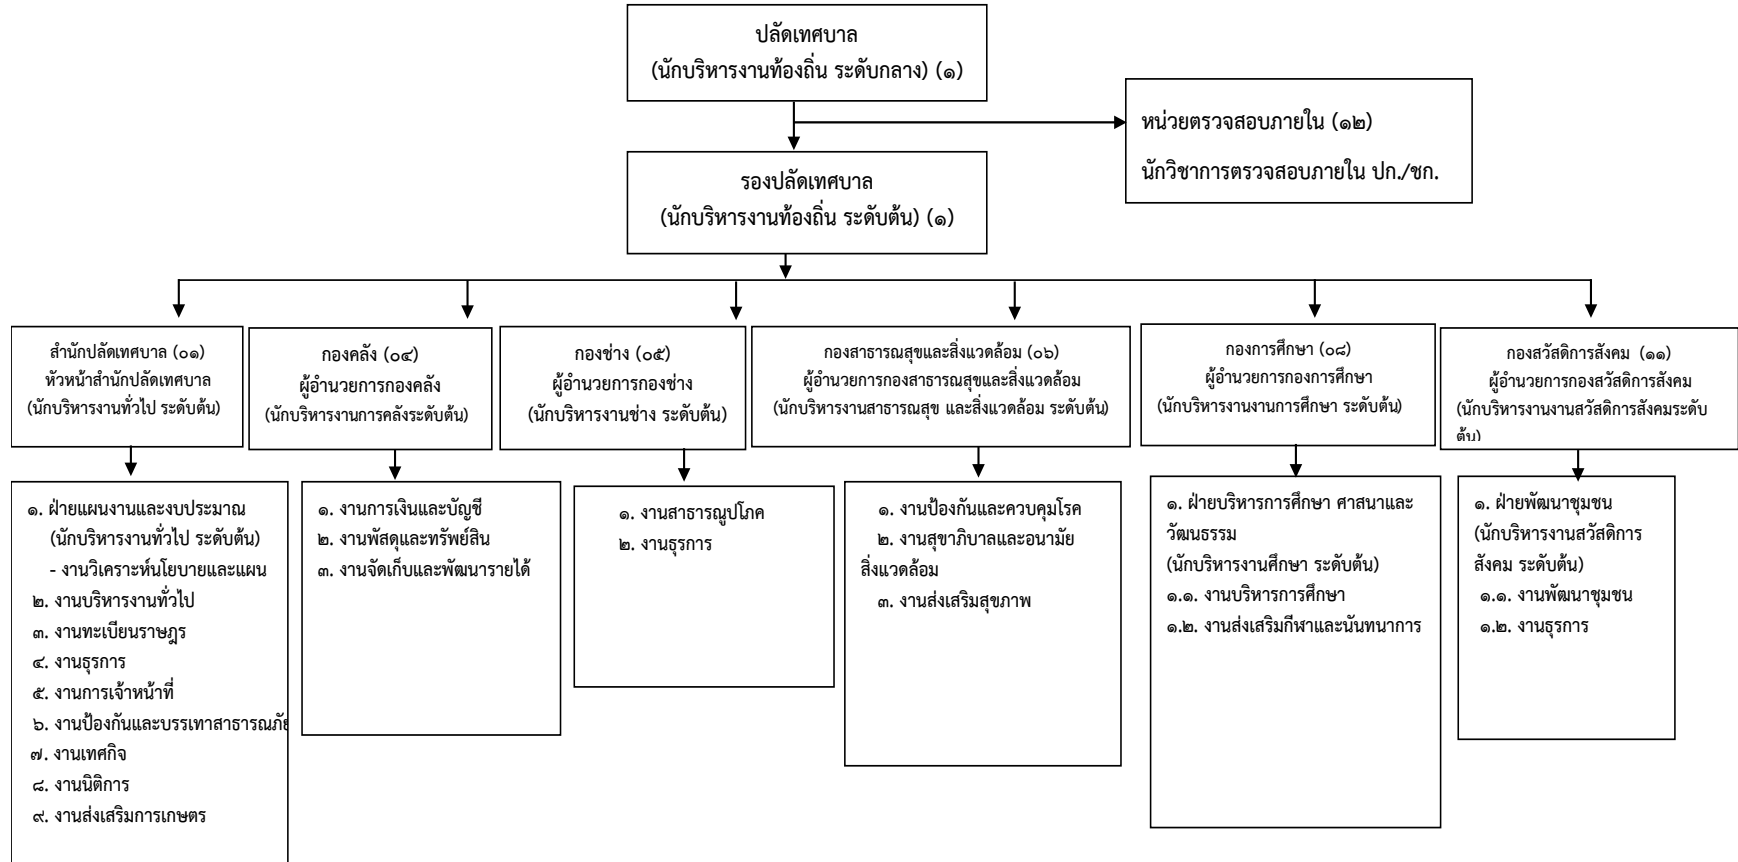 ปลัดเทศบาล
(นักบริหารงานท้องถิ่น ระดับกลาง) (๑)
หน่วยตรวจสอบภายใน (๑๒)
นักวิชาการตรวจสอบภายใน ปก./ชก.
รองปลัดเทศบาล
(นักบริหารงานท้องถิ่น ระดับต้น) (๑)
สำนักปลัดเทศบาล (๐๑)
หัวหน้าสำนักปลัดเทศบาล
(นักบริหารงานทั่วไป ระดับต้น)
กองคลัง (๐๔)
ผู้อำนวยการกองคลัง
(นักบริหารงานการคลังระดับต้น)
กองช่าง (๐๕)
ผู้อำนวยการกองช่าง
(นักบริหารงานช่าง ระดับต้น)
กองสาธารณสุขและสิ่งแวดล้อม (๐๖)
ผู้อำนวยการกองสาธารณสุขและสิ่งแวดล้อม
(นักบริหารงานสาธารณสุข และสิ่งแวดล้อม ระดับต้น)
กองการศึกษา (๐๘)
ผู้อำนวยการกองการศึกษา
(นักบริหารงานงานการศึกษา ระดับต้น)
กองสวัสดิการสังคม (๑๑)
ผู้อำนวยการกองสวัสดิการสังคม
(นักบริหารงานงานสวัสดิการสังคมระดับ
ต้น)
๑. ฝ่ายแผนงานและงบประมาณ
(นักบริหารงานทั่วไป ระดับต้น)
- งานวิเคราะห์นโยบายและแผน
๒. งานบริหารงานทั่วไป
๓. งานทะเบียนราษฎร
๔. งานธุรการ
๕. งานการเจ้าหน้าที่
๖. งานป้องกันและบรรเทาสาธารณภัย
๗. งานเทศกิจ
๘. งานนิติการ
๙. งานส่งเสริมการเกษตร
๑. งานการเงินและบัญชี
๒. งานพัสดุและทรัพย์สิน
๓. งานจัดเก็บและพัฒนารายได้
๑. งานสาธารณูปโภค
๒. งานธุรการ
๑. งานป้องกันและควบคุมโรค
๒. งานสุขาภิบาลและอนามัย
สิ่งแวดล้อม
๓. งานส่งเสริมสุขภาพ
๑. ฝ่ายบริหารการศึกษา ศาสนาและ
วัฒนธรรม
(นักบริหารงานศึกษา ระดับต้น)
๑.๑. งานบริหารการศึกษา
๑.๒. งานส่งเสริมกีฬาและนันทนาการ
๑. ฝ่ายพัฒนาชุมชน
(นักบริหารงานสวัสดิการ
สังคม ระดับต้น)
๑.๑. งานพัฒนาชุมชน
๑.๒. งานธุรการ